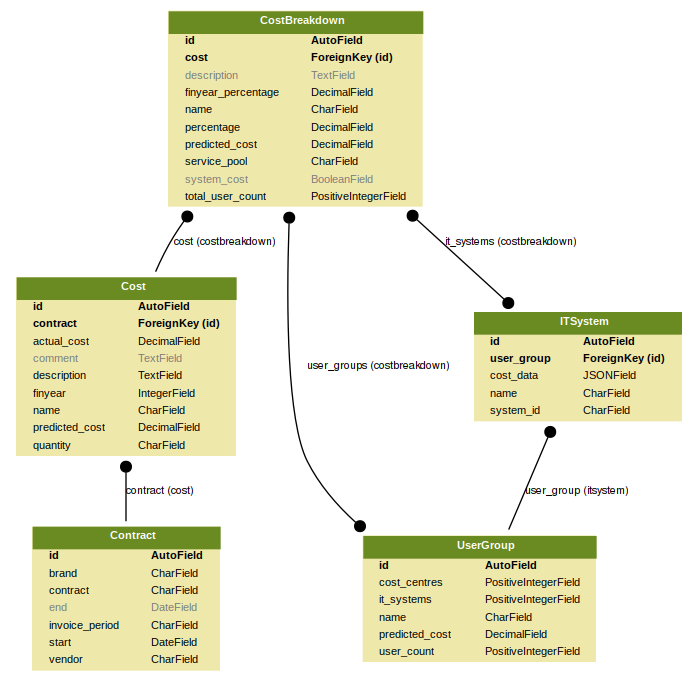 CostBreakdown
id AutoField
cost ForeignKey (id)
description TextField
finyear_percentage DecimalField
name CharField
percentage DecimalField
predicted_cost DecimalField
service_pool CharField
system_cost BooleanField
total_user_count PositiveIntegerField
cost (costbreakdown)
it_systems (costbreakdown)
Cost
id AutoField
contract ForeignKey (id)
actual_cost DecimalField
comment TextField
description TextField
finyear IntegerField
name CharField
predicted_cost DecimalField
quantity CharField
user_groups (costbreakdown)
ITSystem
id AutoField
user_group ForeignKey (id)
cost_data JSONField
name CharField
system_id CharField
contract (cost)
user_group (itsystem)
Contract
id AutoField
brand CharField
contract CharField
end DateField
invoice_period CharField
start DateField
vendor CharField
UserGroup
id AutoField
cost_centres PositiveIntegerField
it_systems PositiveIntegerField
name CharField
predicted_cost DecimalField
user_count PositiveIntegerField